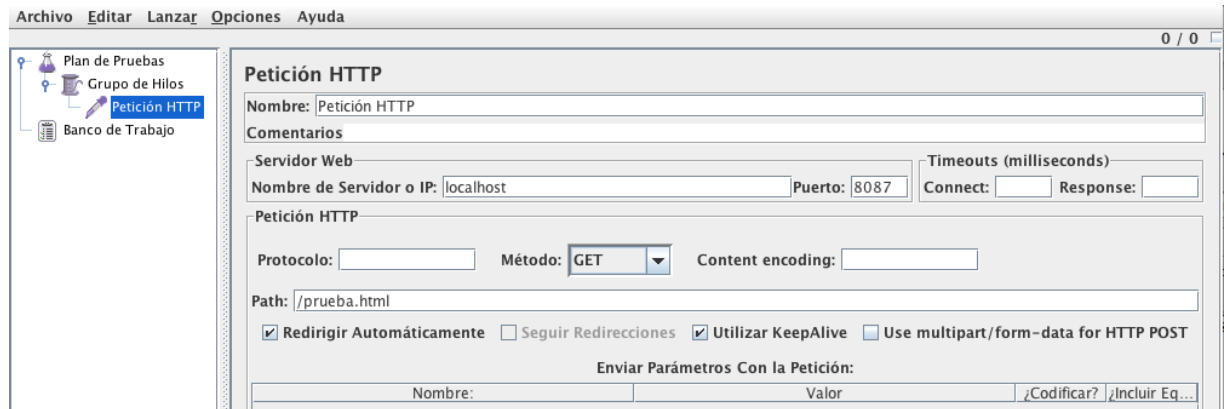 Archivo Editar Lanzar Opciones Ayuda
0 / 0
Plan de Pruebas
Grupo de Hilos
Petición HTTP
Banco de Trabajo
Petición HTTP
Nombre: Petición HTTP
Comentarios
Servidor Web
Nombre de Servidor o IP: localhost Puerto: 8087
Timeouts (milliseconds)
Connect: Response:
Petición HTTP
Protocolo: Método: GET Content encoding:
Path: /prueba.html
Redirigir Automáticamente Seguir Redirecciones Utilizar KeepAlive Use multipart/form-data for HTTP POST
Enviar Parámetros Con la Petición:
Nombre: Valor ¿Codificar? ¿Incluir Eq...